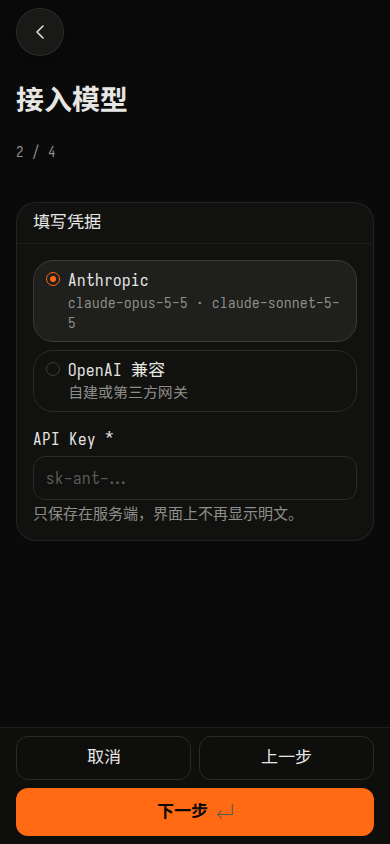 接入模型
2 / 4
填写凭据
Anthropic
claude-opus-5-5 · claude-sonnet-5-
5
OpenAI 兼容
自建或第三方网关
API Key *
sk-ant-...
只保存在服务端，界面上不再显示明文。
取消
上一步
下一步